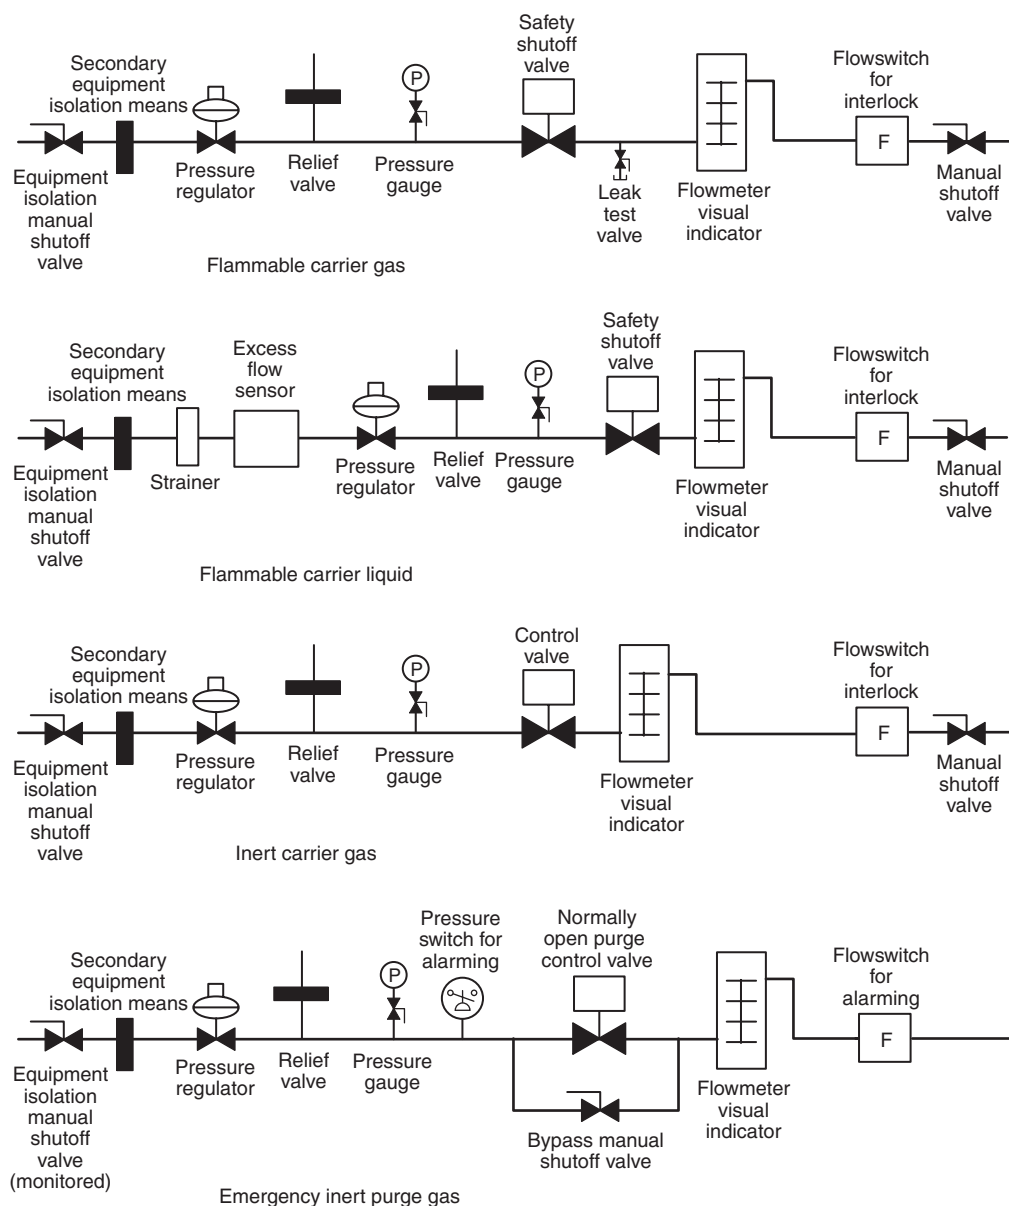 Safety
shutoff
valve
Secondary
equipment
isolation means
P
Flowswitch
for
interlock
F
Equipment
isolation
manual
shutoff
valve
Pressure
regulator
Relief
valve
Pressure
gauge
Leak
test
valve
Flowmeter
visual
indicator
Manual
shutoff
valve
Flammable carrier gas
Secondary
equipment
isolation means
Excess
flow
sensor
P
Safety
shutoff
valve
Flowswitch
for
interlock
F
Equipment
isolation
manual
shutoff
valve
Strainer
Pressure
regulator
Relief
valve
Pressure
gauge
Flowmeter
visual
indicator
Manual
shutoff
valve
Flammable carrier liquid
Secondary
equipment
isolation means
P
Control
valve
Flowswitch
for
interlock
F
Equipment
isolation
manual
shutoff
valve
Pressure
regulator
Relief
valve
Pressure
gauge
Flowmeter
visual
indicator
Manual
shutoff
valve
Inert carrier gas
Secondary
equipment
isolation means
P
Pressure
switch for
alarming
Normally
open purge
control valve
Flowswitch
for
alarming
F
Equipment
isolation
manual
shutoff
valve
(monitored)
Pressure
regulator
Relief
valve
Pressure
gauge
Bypass manual
shutoff valve
Flowmeter
visual
indicator
Emergency inert purge gas